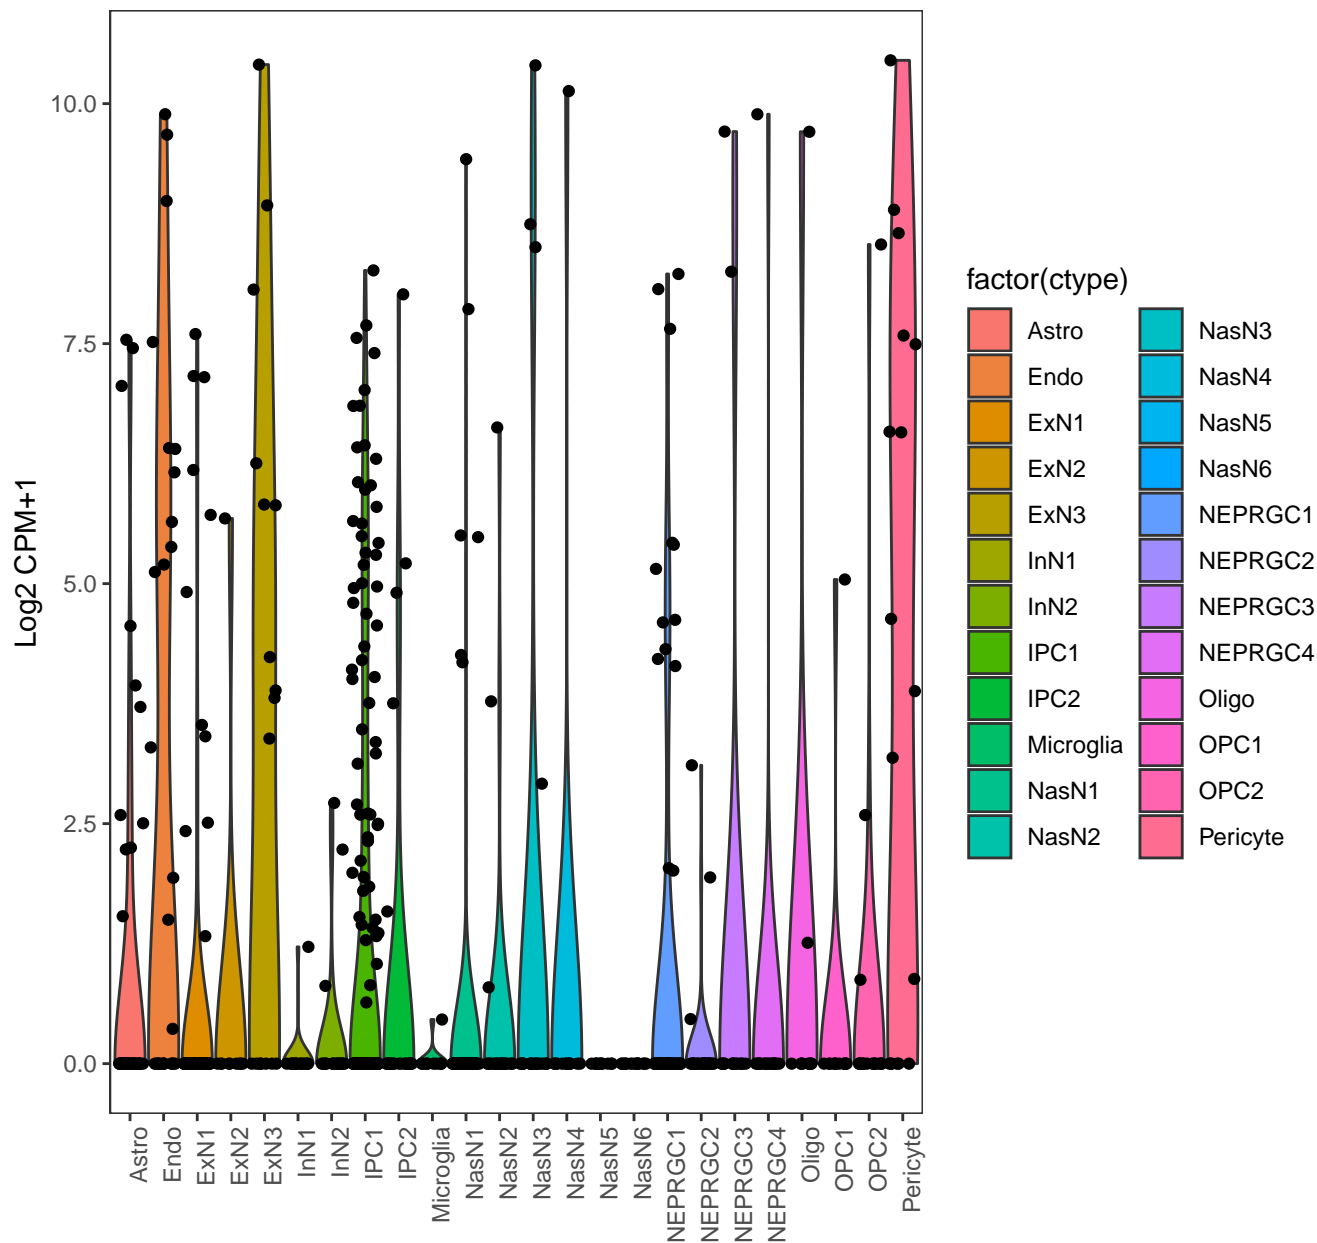 Log2 CPM+1
10.0
7.5
5.0
2.5
0.0
Astro
Endo
ExN1
ExN2
ExN3
InN1
InN2
IPC1
IPC2
Microglia
NasN1
NasN2
NasN3
NasN4
NasN5
NasN6
NEPRGC1
NEPRGC2
NEPRGC3
NEPRGC4
Oligo
OPC1
OPC2
Pericyte
factor(ctype)
Astro
Endo
ExN1
ExN2
ExN3
InN1
InN2
IPC1
IPC2
Microglia
NasN1
NasN2
NasN3
NasN4
NasN5
NasN6
NEPRGC1
NEPRGC2
NEPRGC3
NEPRGC4
Oligo
OPC1
OPC2
Pericyte